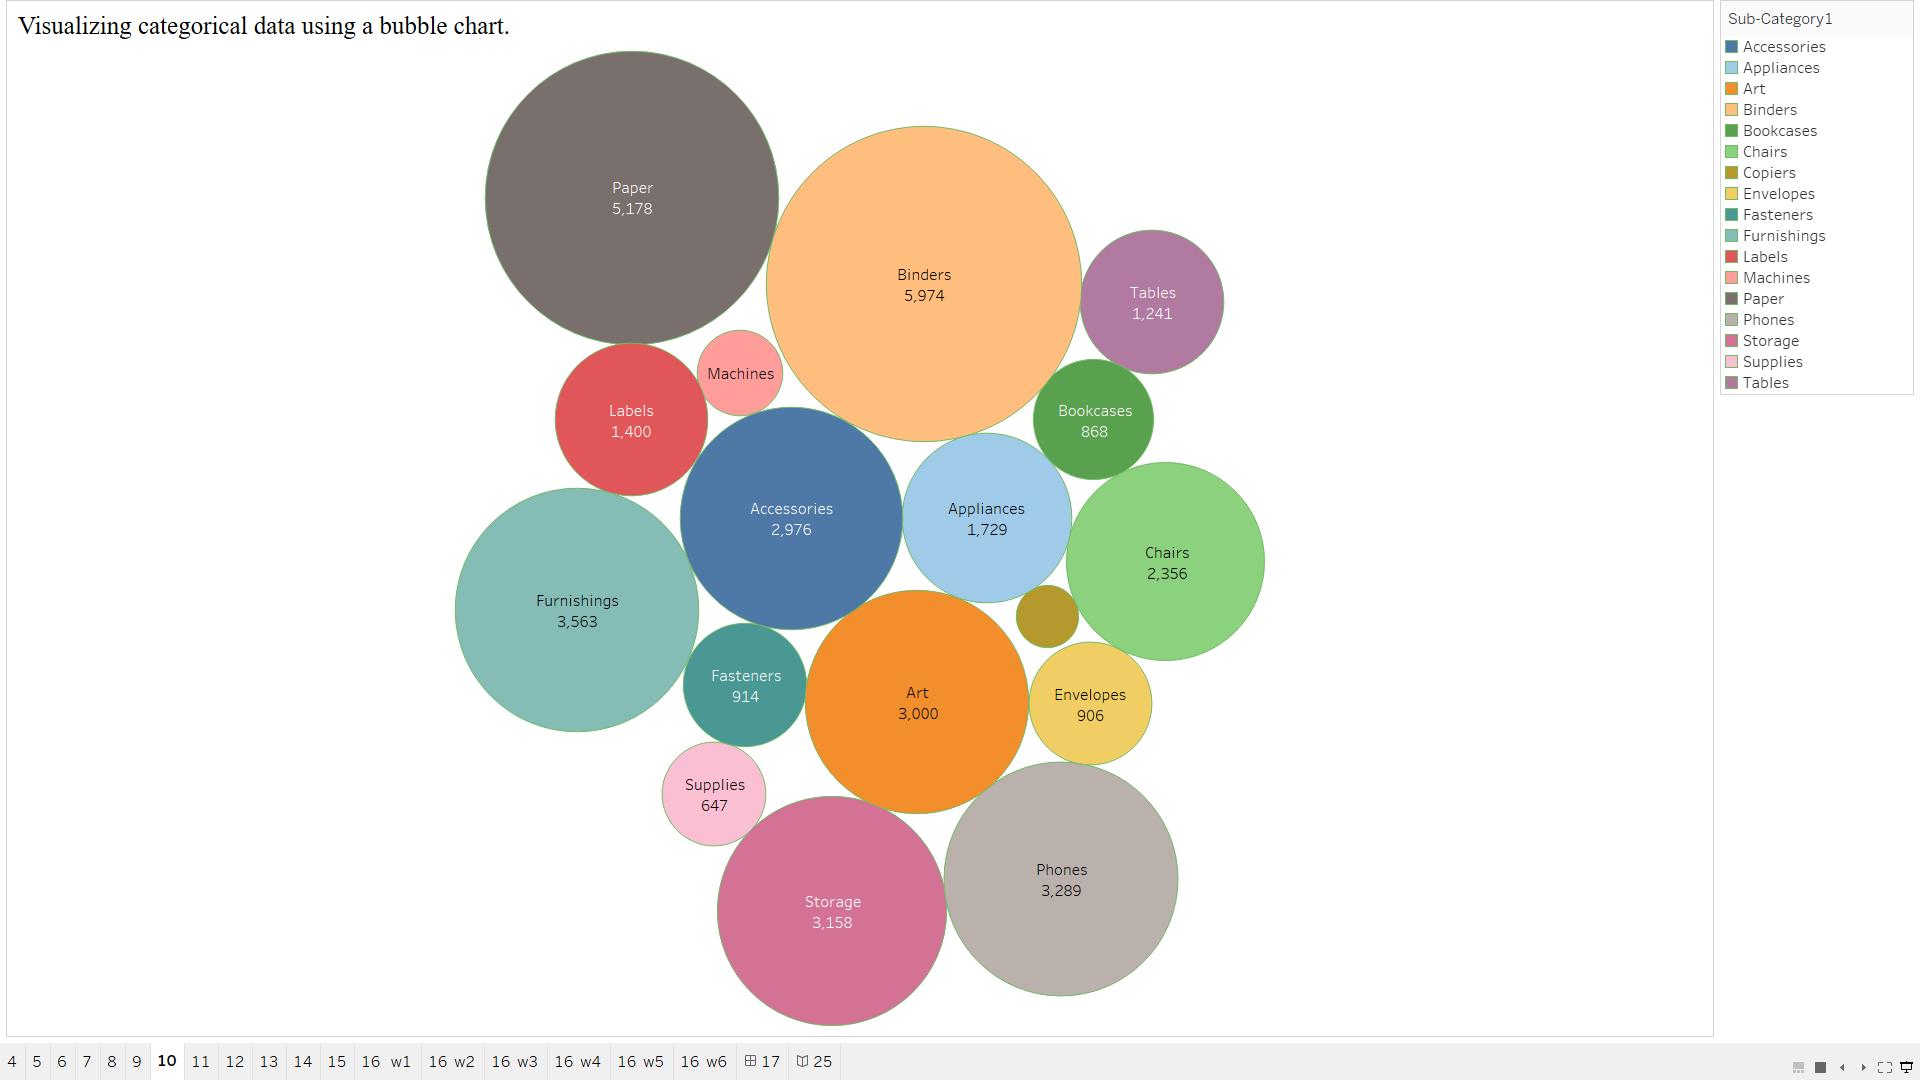 Visualizing categorical data using a bubble chart.
Paper
5,178
Binders
5,974
Tables
1,241
Machines
Labels
1,400
Bookcases
868
Accessories
2,976
Appliances
1,729
Chairs
2,356
Furnishings
3,563
Fasteners
914
Art
3,000
Envelopes
906
Supplies
647
Phones
3,289
Storage
3,158
Sub-Category1
Accessories
Appliances
Art
Binders
Bookcases
Chairs
Copiers
Envelopes
Fasteners
Furnishings
Labels
Machines
Paper
Phones
Storage
Supplies
Tables
4 5 6 7 8 9 10 11 12 13 14 15 16 w1 16 w2 16 w3 16 w4 16 w5 16 w6 17 25